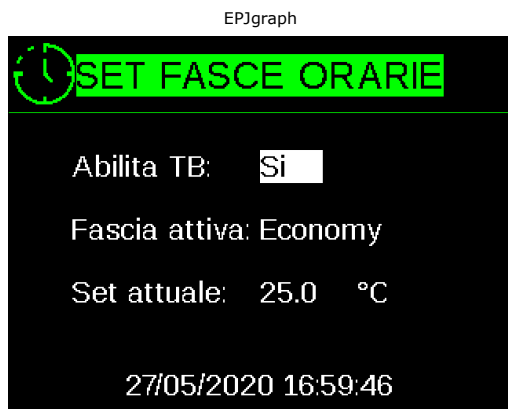 EPJgraph
SET FASCE ORARIE
Abilita TB: Si
Fascia attiva: Economy
Set attuale: 25.0 °C
27/05/2020 16:59:46